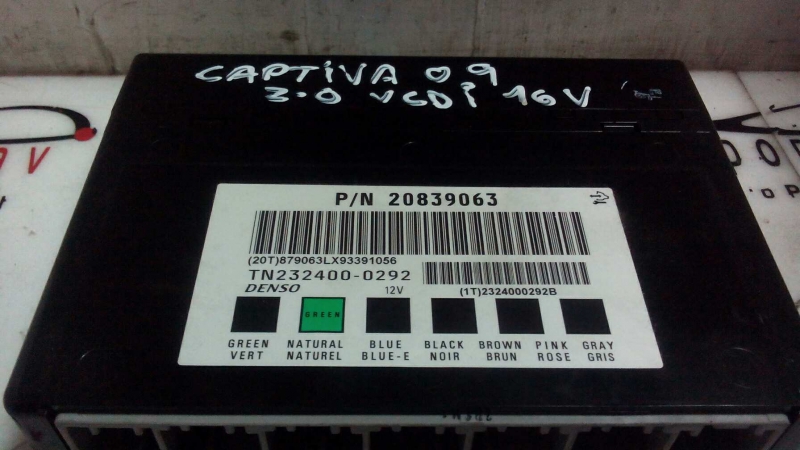 CAPTIVA 09
3.0 VCDi 16V
P/N 20839063
(20T)879063LX93391056
TN232400-0292
DENSO 12V (1T)2324000292B
GREEN
GREEN NATURAL BLUE BLACK BROWN PINK GRAY
VERT NATUREL BLUE-E NOIR BRUN ROSE GRIS